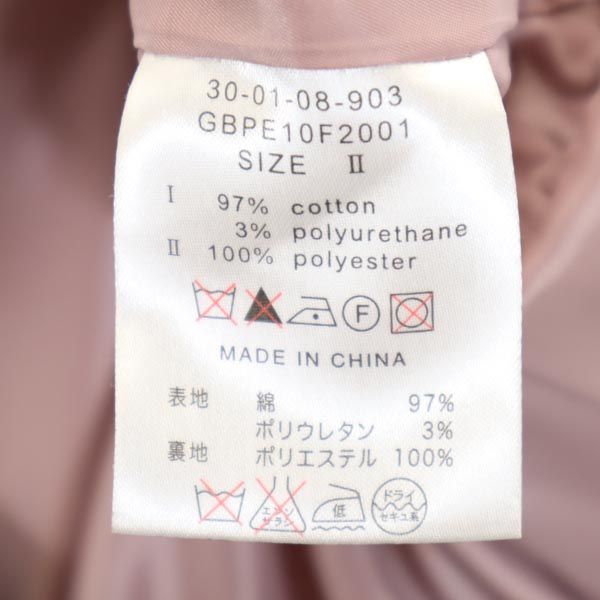 30-01-08-903
GBPE10F2001
SIZE Ⅱ
Ⅰ 97% cotton
3% polyurethane
Ⅱ 100% polyester
F
MADE IN CHINA
表地 綿 97%
ポリウレタン 3%
裏地 ポリエステル 100%
エンソ サラシ 低 ドライ セキユ系